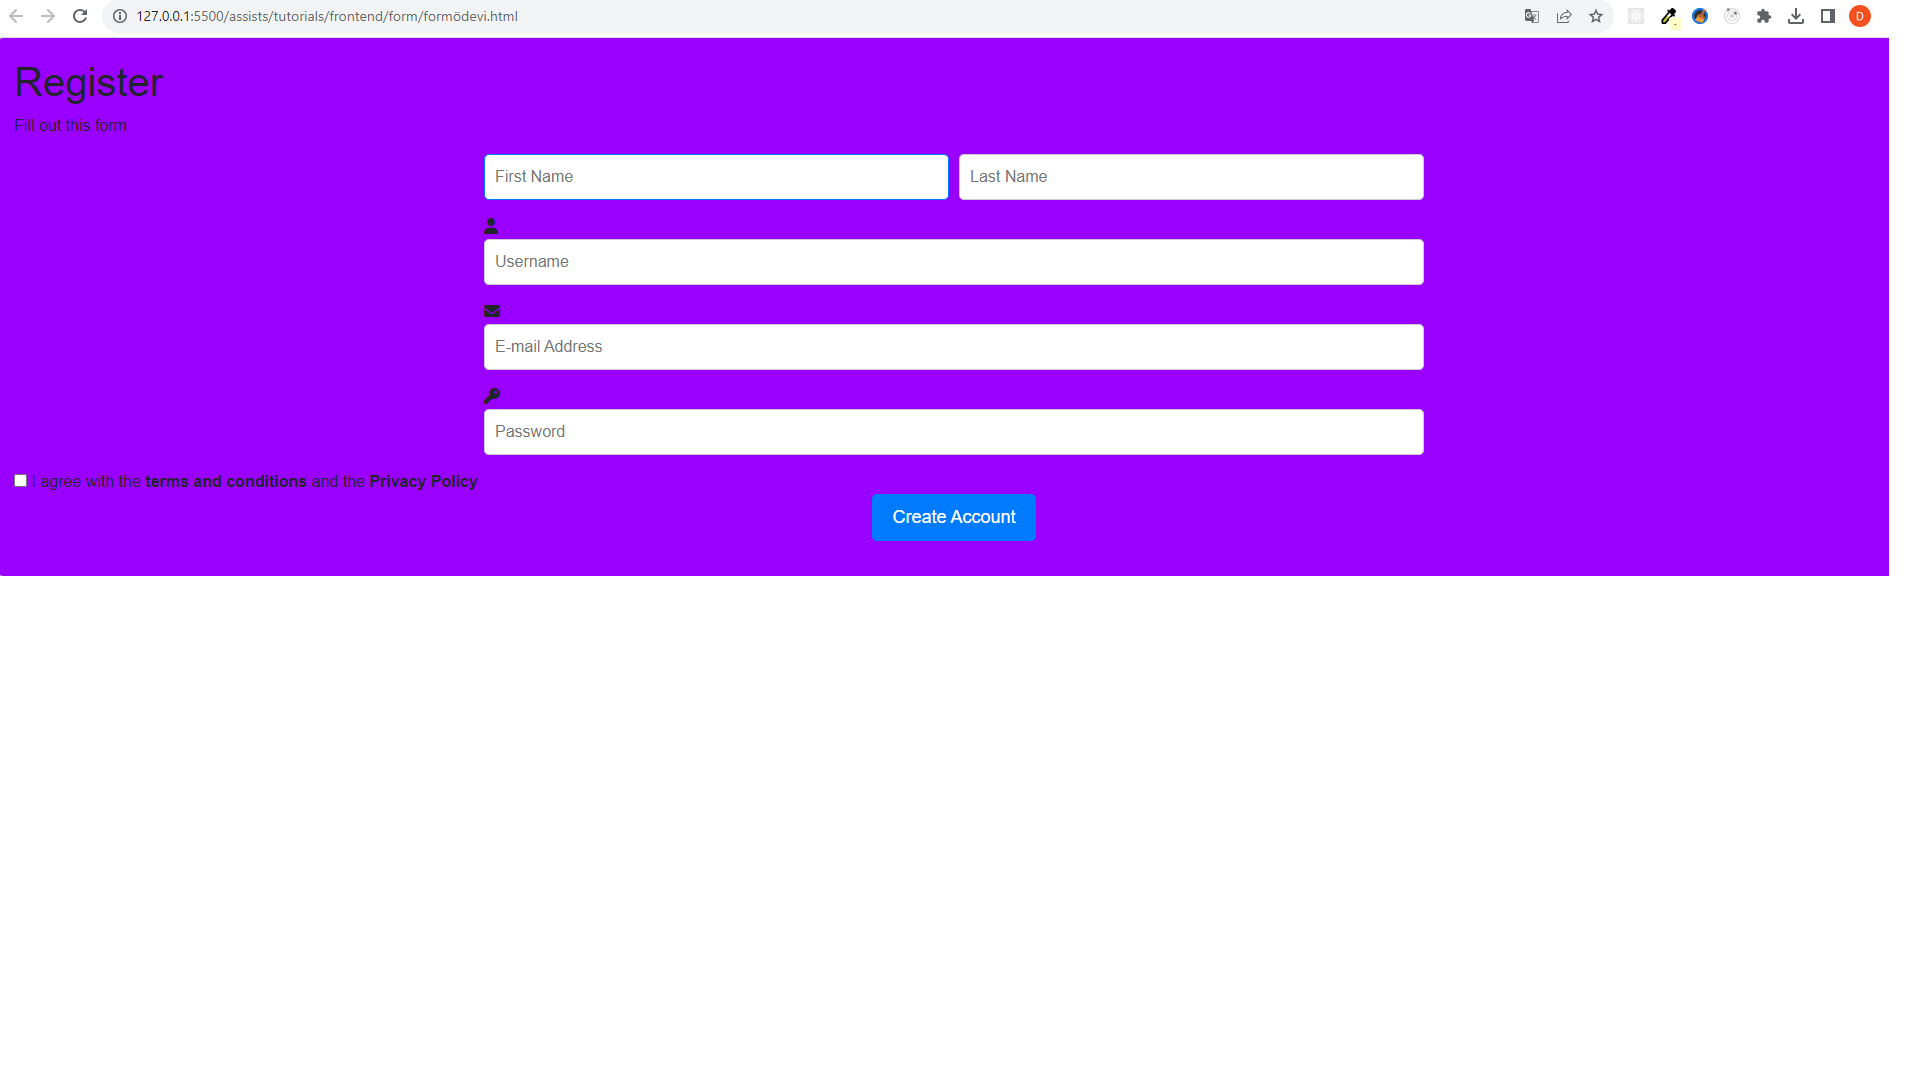 127.0.0.1:5500/assists/tutorials/frontend/form/formödevi.html
D
Register
Fill out this form
First Name Last Name
Username
E-mail Address
Password
I agree with the terms and conditions and the Privacy Policy
Create Account